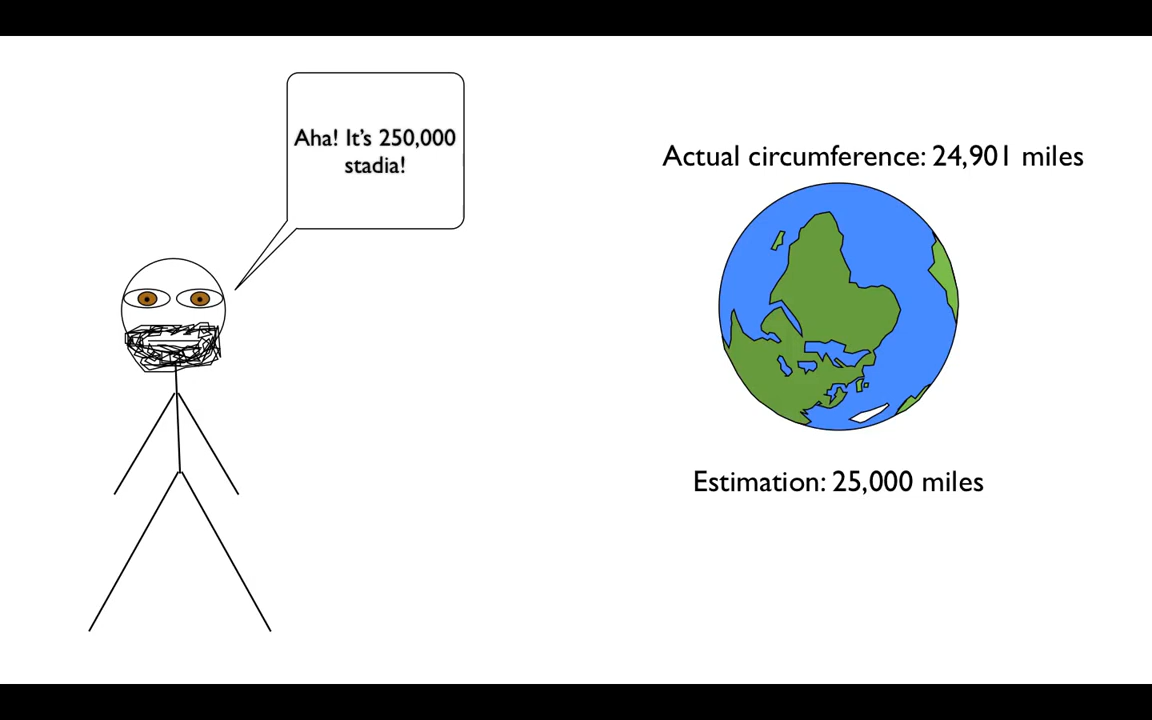 Aha! It's 250,000
stadia!
Actual circumference: 24,901 miles
Estimation: 25,000 miles